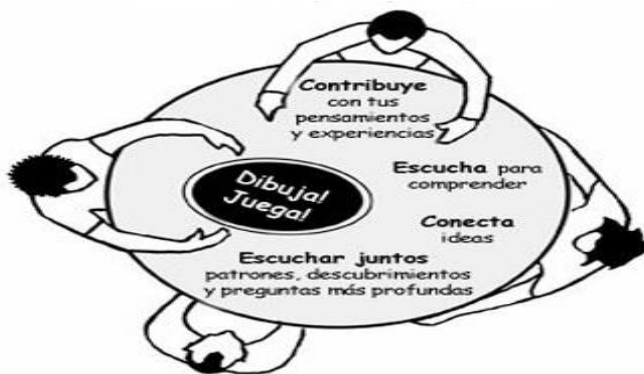 Contribuye
con tus
pensamientos
y experiencias
Escucha para
comprender
Dibuja!
Juega!
Conecta
ideas
Escuchar juntos
patrones, descubrimientos
y preguntas más profundas